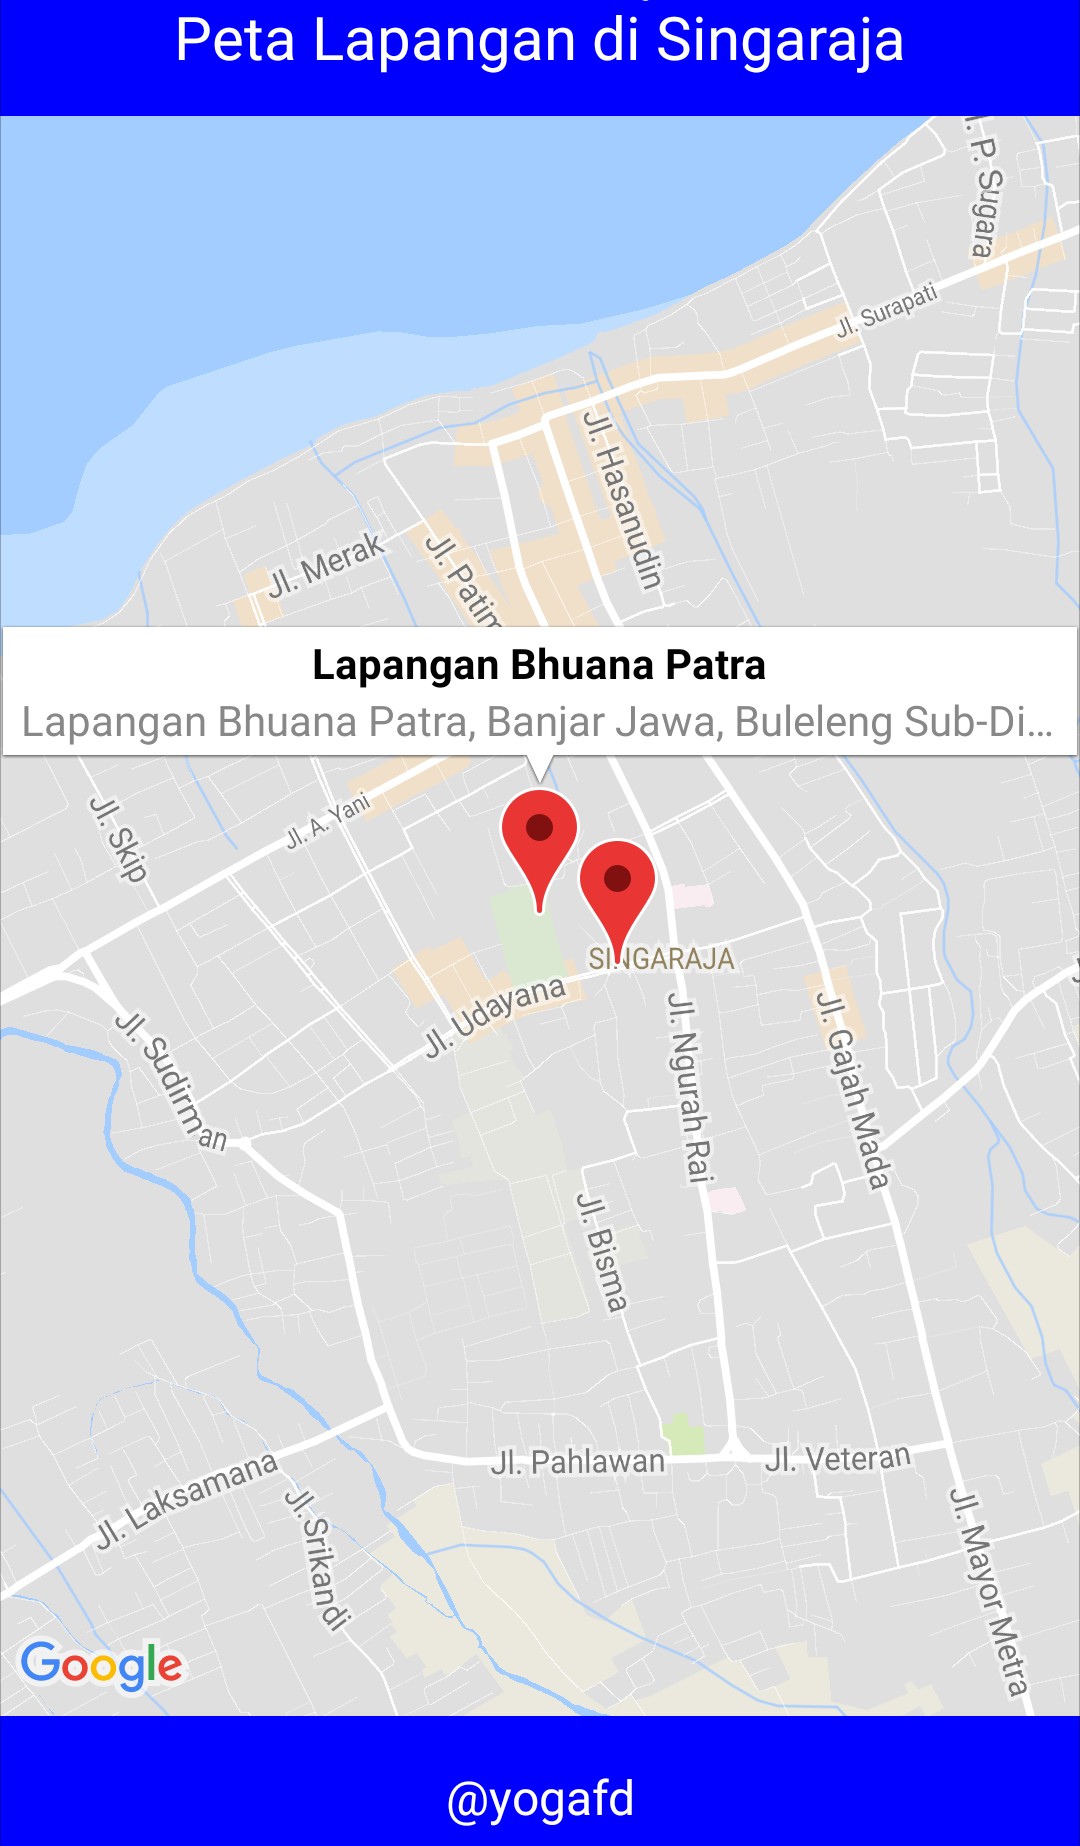 Peta Lapangan di Singaraja
Jl. P. Sugara
Jl. Surapati
Jl. Hasanudin
Jl. Merak
Lapangan Bhuana Patra
Lapangan Bhuana Patra, Banjar Jawa, Buleleng Sub-Di...
Jl. Skip
Jl. A. Yani
SINGARAJA
Jl. Udayana
Jl. Sudirman
Jl. Ngurah Rai
Jl. Gajah Mada
Jl. Bisma
Jl. Pahlawan
Jl. Veteran
Jl. Laksamana
Jl. Srikandi
Jl. Mayor Metra
Google
@yogafd